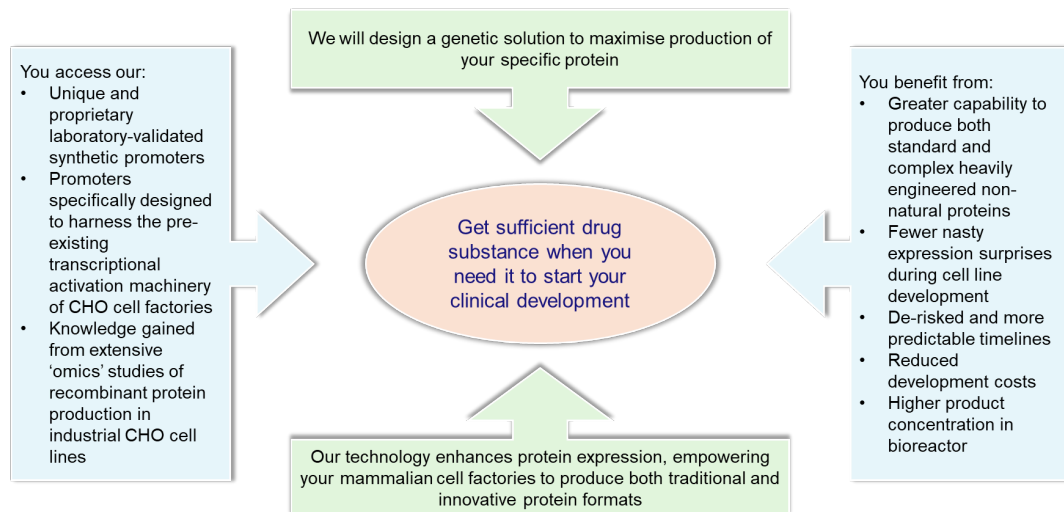 We will design a genetic solution to maximise production of
your specific protein
You access our:
• Unique and
proprietary
laboratory-validated
synthetic promoters
• Promoters
specifically designed
to harness the pre-
existing
transcriptional
activation machinery
of CHO cell factories
• Knowledge gained
from extensive
‘omics’ studies of
recombinant protein
production in
industrial CHO cell
lines
Get sufficient drug
substance when you
need it to start your
clinical development
You benefit from:
• Greater capability to
produce both
standard and
complex heavily
engineered non-
natural proteins
• Fewer nasty
expression surprises
during cell line
development
• De-risked and more
predictable timelines
• Reduced
development costs
• Higher product
concentration in
bioreactor
Our technology enhances protein expression, empowering
your mammalian cell factories to produce both traditional and
innovative protein formats